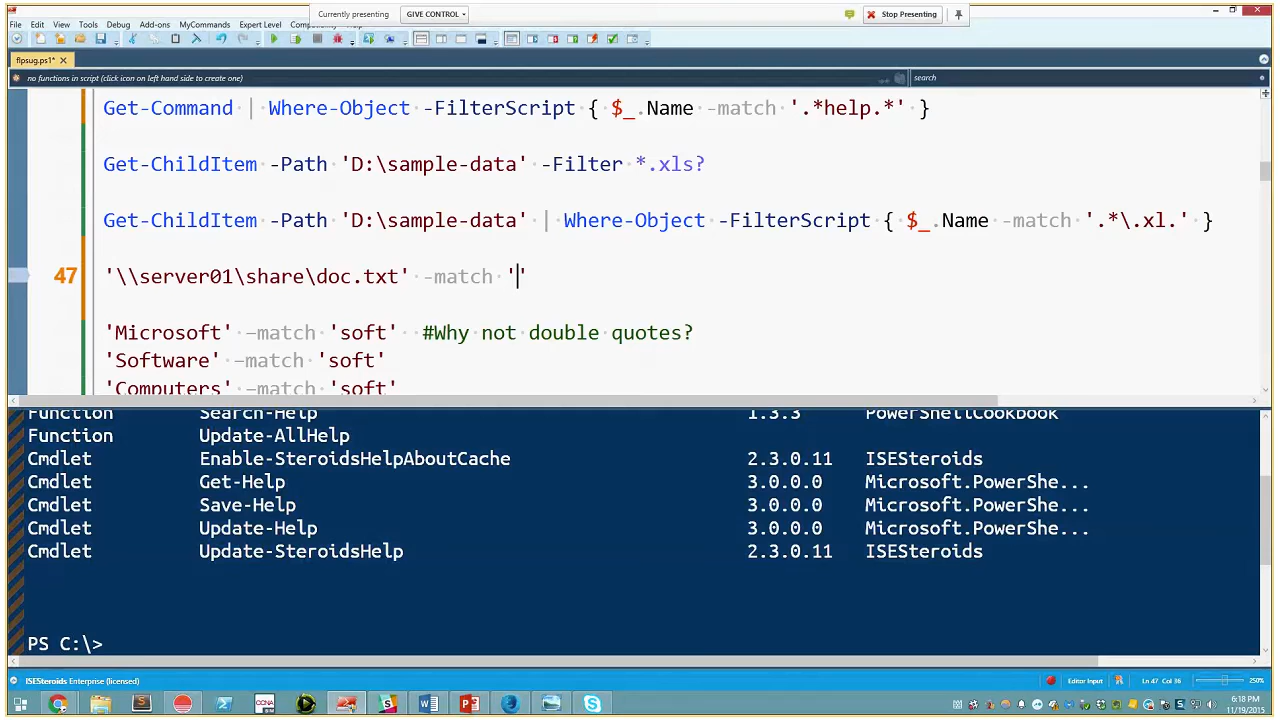 Currently presenting GIVE CONTROL Stop Presenting
File Edit View Tools Debug Add-ons MyCommands Expert Level
flpsug.ps1*
no functions in script (click icon on left hand side to create one) search
Get-Command | Where-Object -FilterScript { $_.Name -match '.*help.*' }
Get-ChildItem -Path 'D:\sample-data' -Filter *.xls?
Get-ChildItem -Path 'D:\sample-data' | Where-Object -FilterScript { $_.Name -match '.*\.xl.' }
47 '\\server01\share\doc.txt' -match ''
'Microsoft' –match 'soft' #Why not double quotes?
'Software' –match 'soft'
'Computers' –match 'soft'
Function Search-Help 1.3.3 PowerShellCookbook
Function Update-AllHelp
Cmdlet Enable-SteroidsHelpAboutCache 2.3.0.11 ISESteroids
Cmdlet Get-Help 3.0.0.0 Microsoft.PowerShe...
Cmdlet Save-Help 3.0.0.0 Microsoft.PowerShe...
Cmdlet Update-Help 3.0.0.0 Microsoft.PowerShe...
Cmdlet Update-SteroidsHelp 2.3.0.11 ISESteroids
PS C:\>
ISESteroids Enterprise (licensed) Editor Input Ln 47 Col 36 250%
6:18 PM
11/19/2015